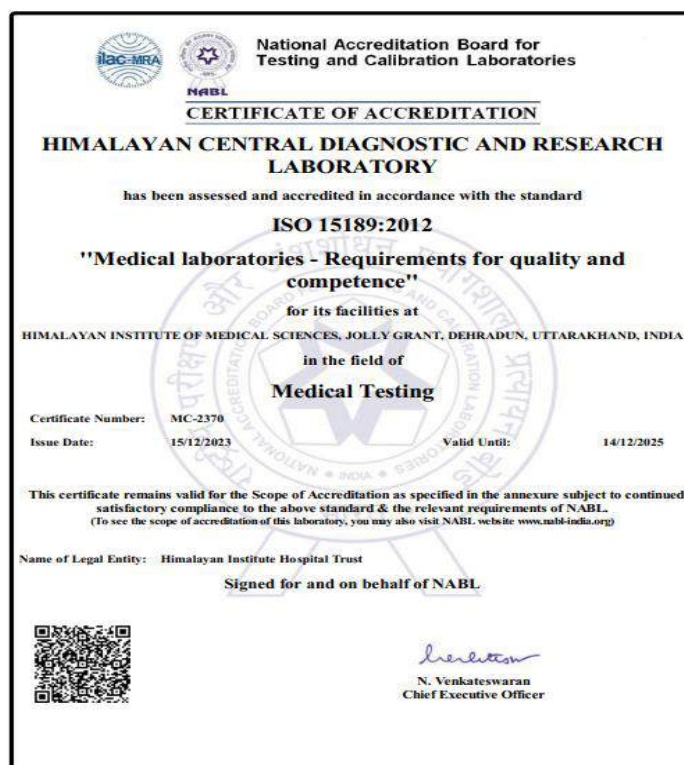 ilac-MRA
NABL
National Accreditation Board for
Testing and Calibration Laboratories
CERTIFICATE OF ACCREDITATION
HIMALAYAN CENTRAL DIAGNOSTIC AND RESEARCH
LABORATORY
has been assessed and accredited in accordance with the standard
ISO 15189:2012
"Medical laboratories - Requirements for quality and
competence"
for its facilities at
HIMALAYAN INSTITUTE OF MEDICAL SCIENCES, JOLLY GRANT, DEHRADUN, UTTARAKHAND, INDIA
in the field of
Medical Testing
Certificate Number: MC-2370
Issue Date: 15/12/2023 Valid Until: 14/12/2025
This certificate remains valid for the Scope of Accreditation as specified in the annexure subject to continued
satisfactory compliance to the above standard & the relevant requirements of NABL.
(To see the scope of accreditation of this laboratory, you may also visit NABL website www.nabl-india.org)
Name of Legal Entity: Himalayan Institute Hospital Trust
Signed for and on behalf of NABL
N. Venkateswaran
Chief Executive Officer